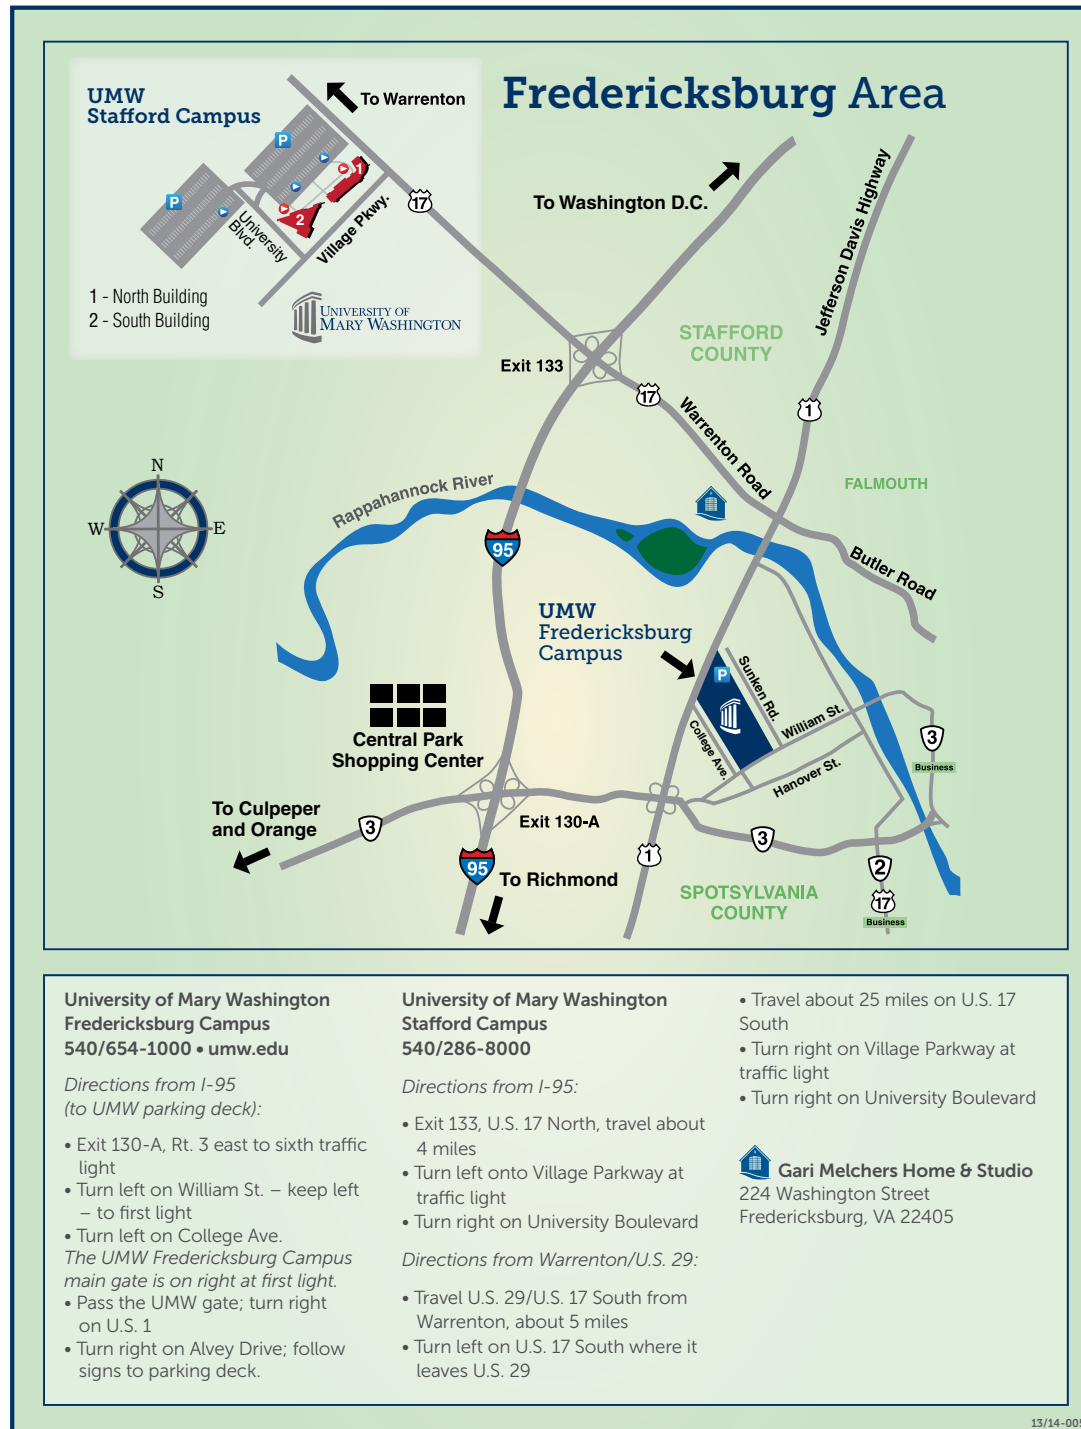 Fredericksburg Area
UMW
Stafford Campus
To Warrenton
P
P
1
2
University
Blvd.
Village Pkwy.
17
1 - North Building
2 - South Building
UNIVERSITY OF
MARY WASHINGTON
To Washington D.C.
Jefferson Davis Highway
STAFFORD
COUNTY
Exit 133
17
Warrenton Road
1
FALMOUTH
Rappahannock River
N
W
E
S
95
Butler Road
UMW
Fredericksburg
Campus
P
Sunken Rd.
College Ave.
William St.
Hanover St.
3
Business
Central Park
Shopping Center
To Culpeper
and Orange
3
Exit 130-A
3
1
95
To Richmond
2
17
Business
SPOTSYLVANIA
COUNTY
University of Mary Washington
Fredericksburg Campus
540/654-1000 • umw.edu
Directions from I-95
(to UMW parking deck):
• Exit 130-A, Rt. 3 east to sixth traffic
light
• Turn left on William St. – keep left
– to first light
• Turn left on College Ave.
The UMW Fredericksburg Campus
main gate is on right at first light.
• Pass the UMW gate; turn right
on U.S. 1
• Turn right on Alvey Drive; follow
signs to parking deck.
University of Mary Washington
Stafford Campus
540/286-8000
Directions from I-95:
• Exit 133, U.S. 17 North, travel about
4 miles
• Turn left onto Village Parkway at
traffic light
• Turn right on University Boulevard
Directions from Warrenton/U.S. 29:
• Travel U.S. 29/U.S. 17 South from
Warrenton, about 5 miles
• Turn left on U.S. 17 South where it
leaves U.S. 29
• Travel about 25 miles on U.S. 17
South
• Turn right on Village Parkway at
traffic light
• Turn right on University Boulevard
Gari Melchers Home & Studio
224 Washington Street
Fredericksburg, VA 22405
13/14-005